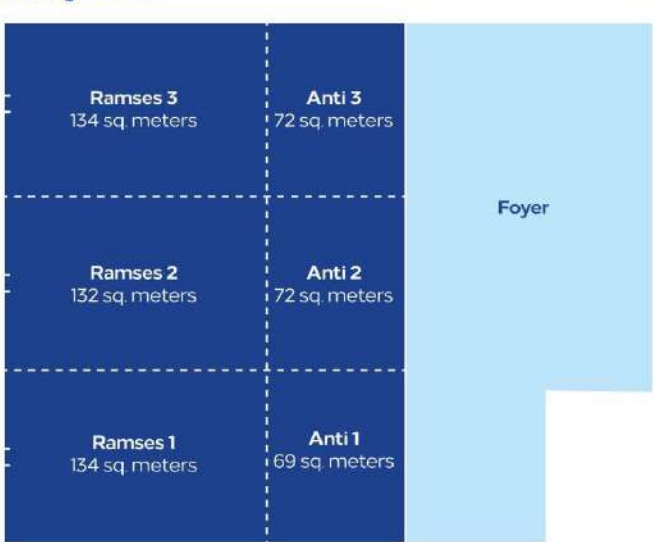 Ramses 3
134 sq. meters
Anti 3
72 sq. meters
Foyer
Ramses 2
132 sq. meters
Anti 2
72 sq. meters
Ramses 1
134 sq. meters
Anti 1
69 sq. meters